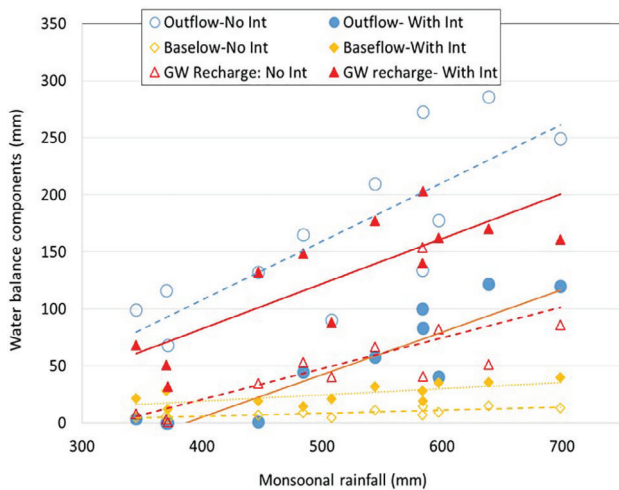 350
300
250
200
150
100
50
0
Water balance components (mm)
Outflow-No Int
Outflow- With Int
Baselow-No Int
Baseflow-With Int
GW Recharge: No Int
GW recharge- With Int
300 400 500 600 700
Monsoonal rainfall (mm)